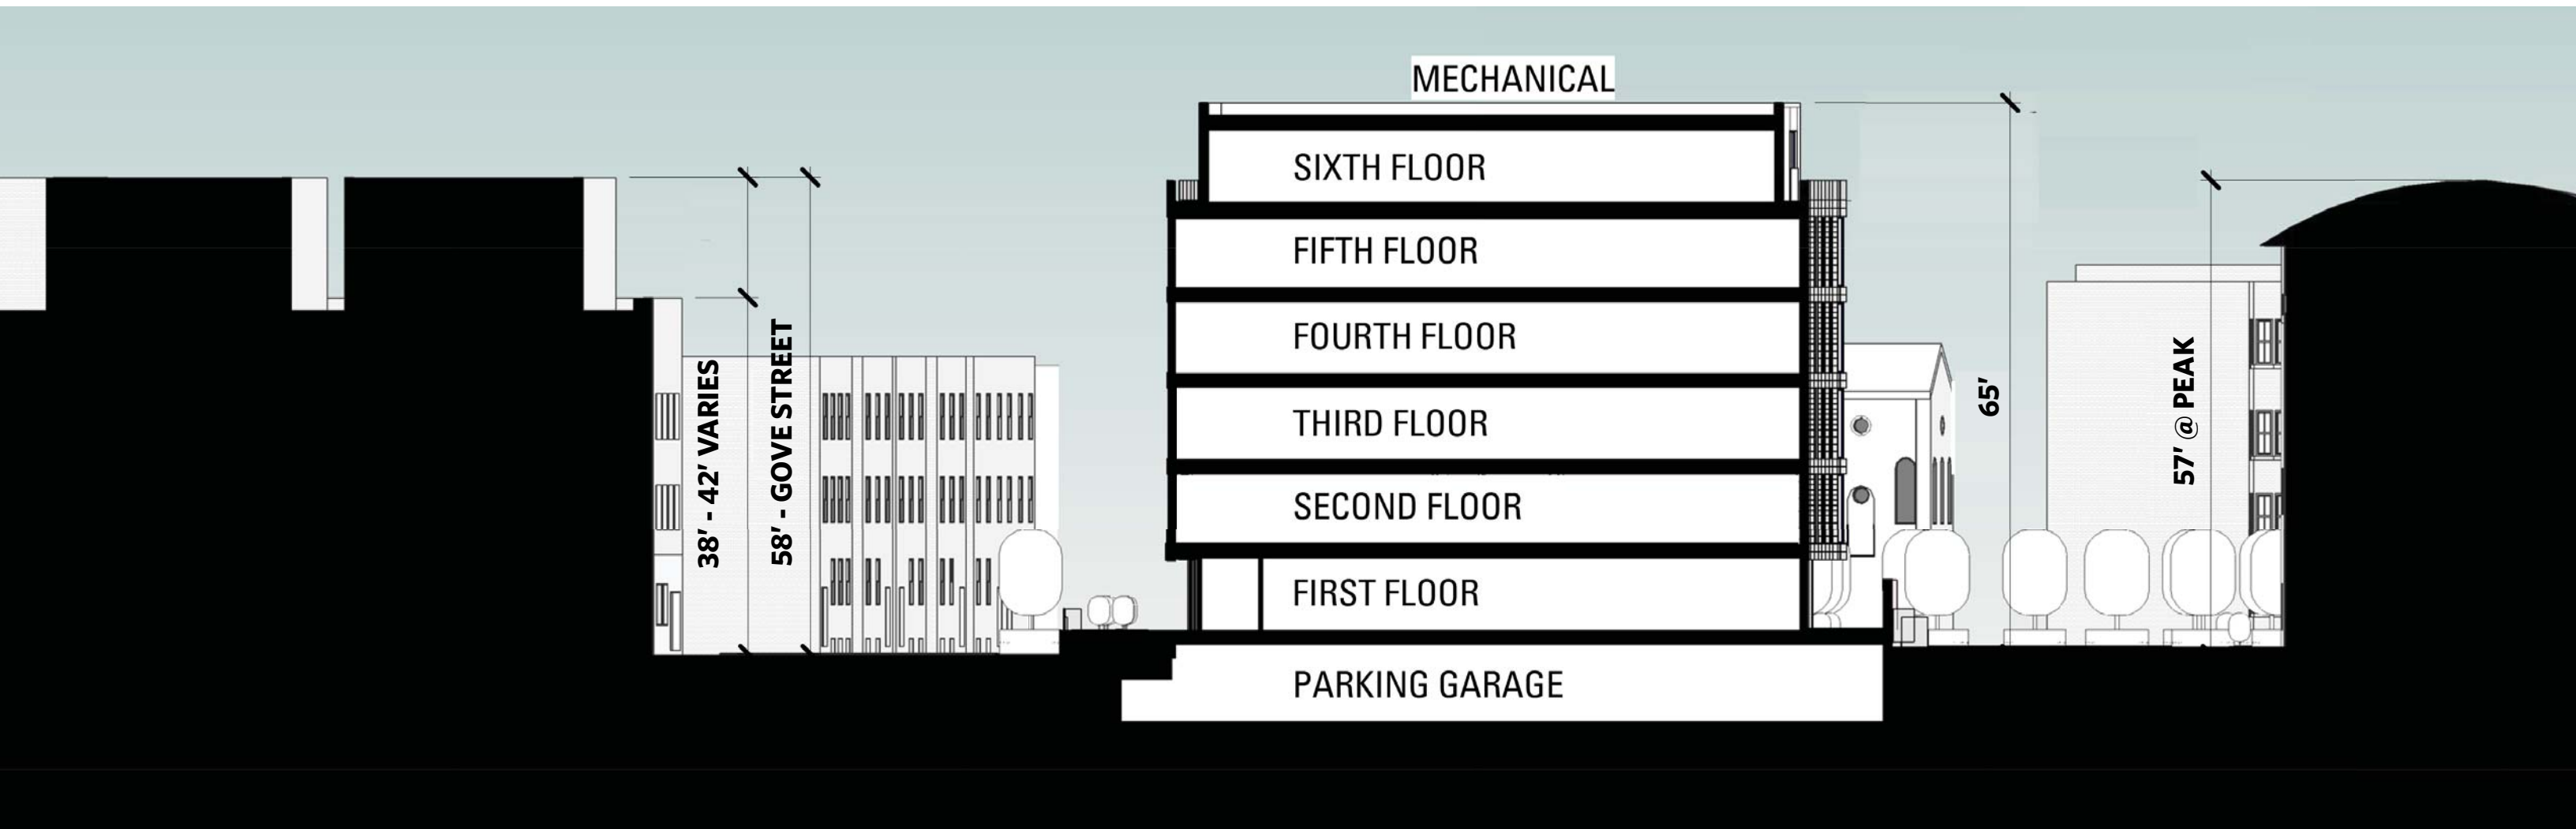 MECHANICAL
SIXTH FLOOR
FIFTH FLOOR
FOURTH FLOOR
THIRD FLOOR
SECOND FLOOR
FIRST FLOOR
PARKING GARAGE
38' - 42' VARIES
58' - GOVE STREET
65'
57' @ PEAK